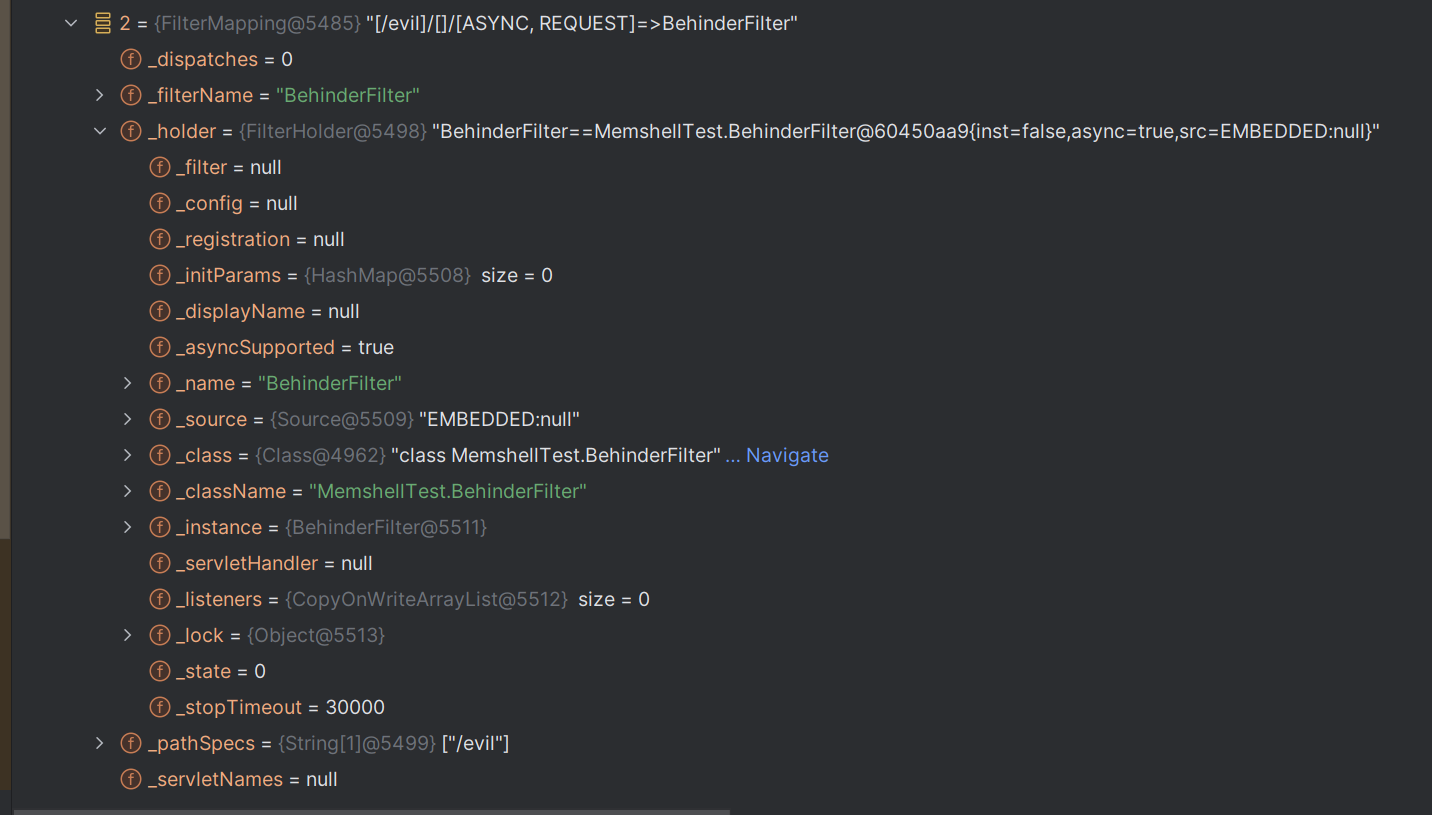 2 = {FilterMapping@5485} "[/evil]/[]/[ASYNC, REQUEST]=>BehinderFilter"
f _dispatches = 0
f _filterName = "BehinderFilter"
f _holder = {FilterHolder@5498} "BehinderFilter==MemshellTest.BehinderFilter@60450aa9{inst=false,async=true,src=EMBEDDED:null}"
f _filter = null
f _config = null
f _registration = null
f _initParams = {HashMap@5508} size = 0
f _displayName = null
f _asyncSupported = true
f _name = "BehinderFilter"
f _source = {Source@5509} "EMBEDDED:null"
f _class = {Class@4962} "class MemshellTest.BehinderFilter" ... Navigate
f _className = "MemshellTest.BehinderFilter"
f _instance = {BehinderFilter@5511}
f _servletHandler = null
f _listeners = {CopyOnWriteArrayList@5512} size = 0
f _lock = {Object@5513}
f _state = 0
f _stopTimeout = 30000
f _pathSpecs = {String[1]@5499} ["/evil"]
f _servletNames = null